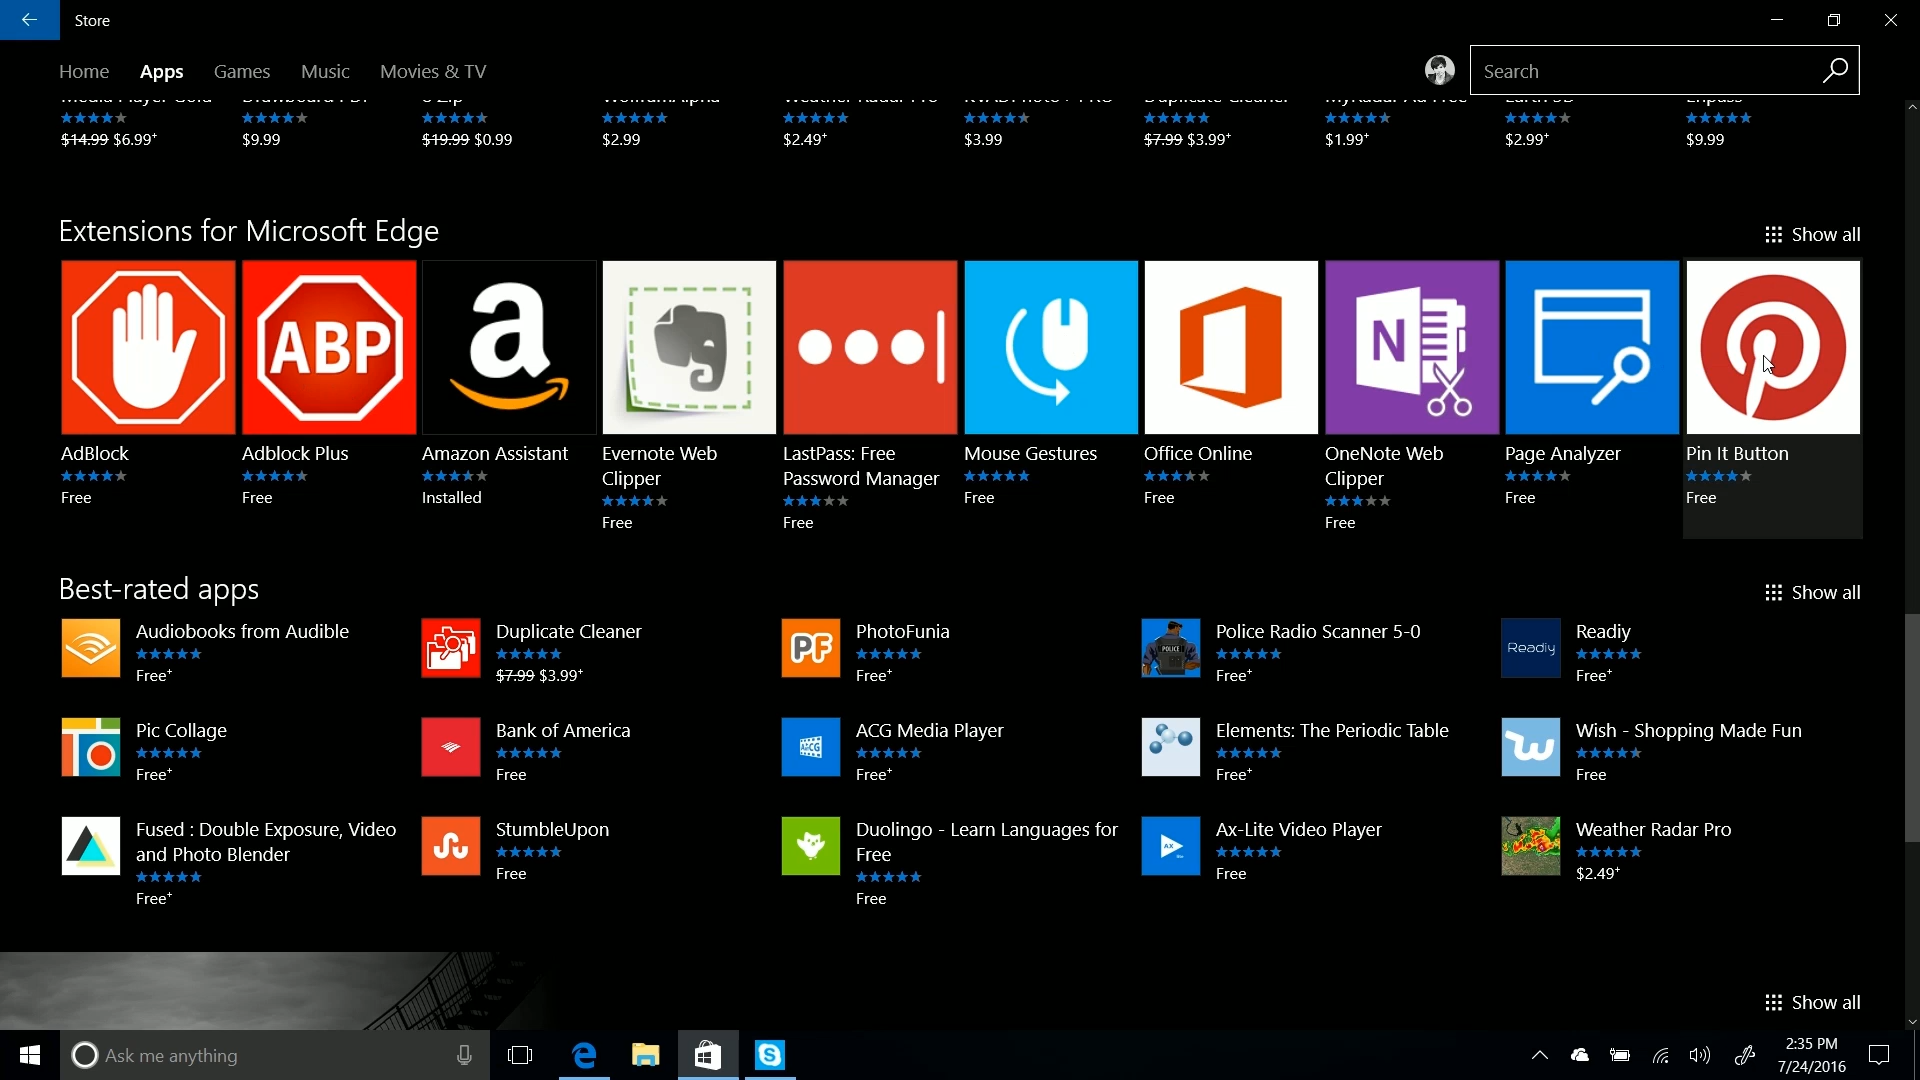 Store
Home Apps Games Music Movies & TV
Search
$14.99 $6.99+ $9.99 $19.99 $0.99 $2.99 $2.49+ $3.99 $7.99 $3.99+ $1.99+ $2.99+ $9.99
Extensions for Microsoft Edge
Show all
ABP
a
N
AdBlock
Free
Adblock Plus
Free
Amazon Assistant
Installed
Evernote Web
Clipper
Free
LastPass: Free
Password Manager
Free
Mouse Gestures
Free
Office Online
Free
OneNote Web
Clipper
Free
Page Analyzer
Free
Pin It Button
Free
Best-rated apps
Show all
Audiobooks from Audible
Free+
Duplicate Cleaner
$7.99 $3.99+
PF
PhotoFunia
Free+
POLICE
Police Radio Scanner 5-0
Free+
Readiy
Readiy
Free+
Pic Collage
Free+
Bank of America
Free
ACG
ACG Media Player
Free+
Elements: The Periodic Table
Free+
Wish - Shopping Made Fun
Free
Fused : Double Exposure, Video
and Photo Blender
Free+
StumbleUpon
Free
Duolingo - Learn Languages for
Free
Free
AX
Ax-Lite Video Player
Free
Weather Radar Pro
$2.49+
Show all
Ask me anything
2:35 PM
7/24/2016